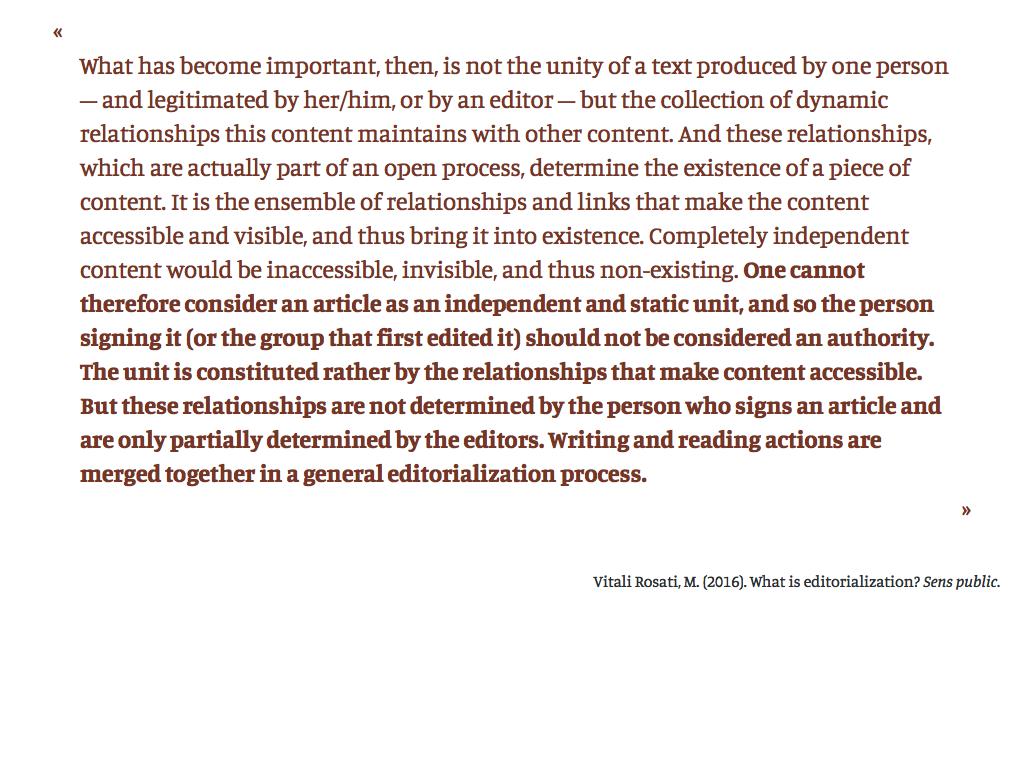 «
What has become important, then, is not the unity of a text produced by one person
— and legitimated by her/him, or by an editor — but the collection of dynamic
relationships this content maintains with other content. And these relationships,
which are actually part of an open process, determine the existence of a piece of
content. It is the ensemble of relationships and links that make the content
accessible and visible, and thus bring it into existence. Completely independent
content would be inaccessible, invisible, and thus non-existing. One cannot
therefore consider an article as an independent and static unit, and so the person
signing it (or the group that first edited it) should not be considered an authority.
The unit is constituted rather by the relationships that make content accessible.
But these relationships are not determined by the person who signs an article and
are only partially determined by the editors. Writing and reading actions are
merged together in a general editorialization process.
»
Vitali Rosati, M. (2016). What is editorialization? Sens public.